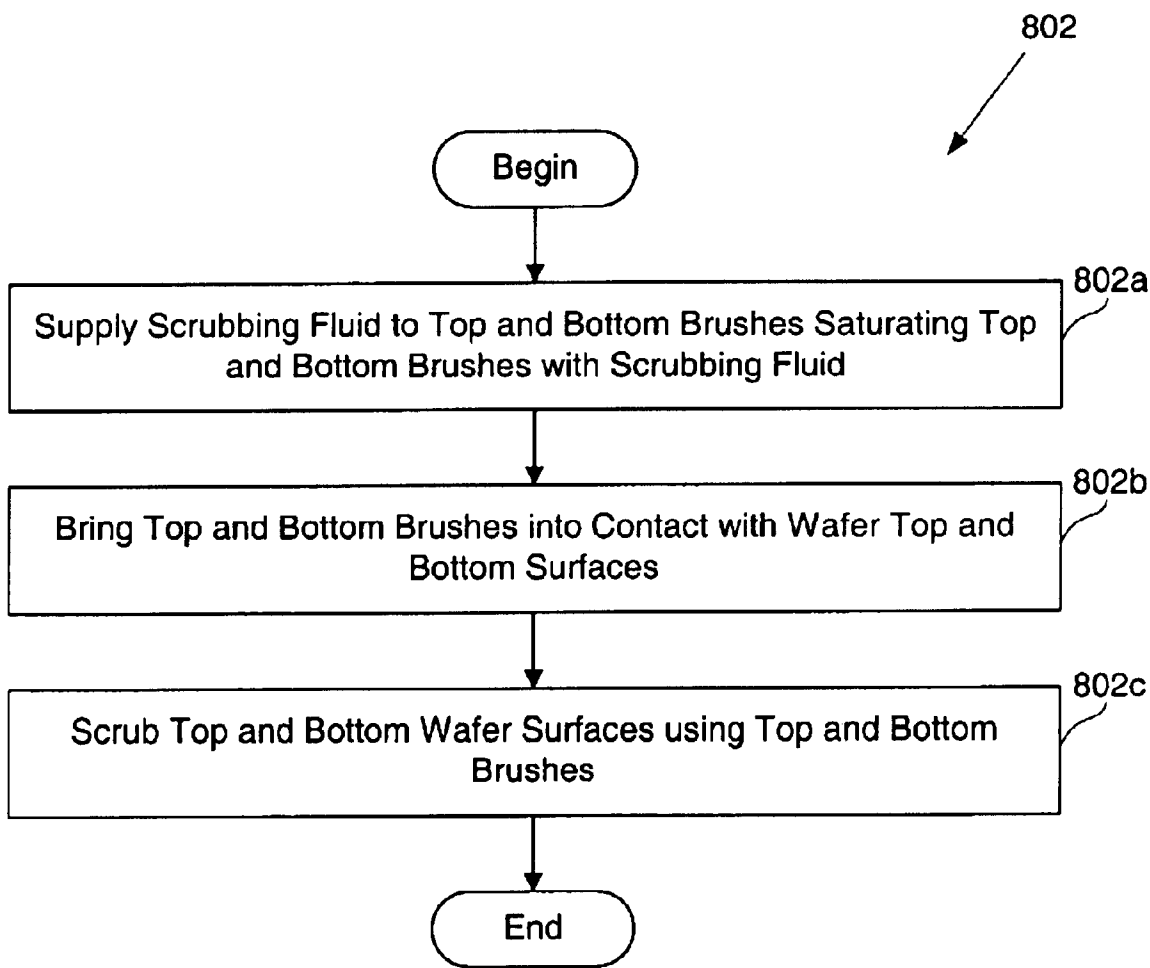 802
Begin
802a
Supply Scrubbing Fluid to Top and Bottom Brushes Saturating Top
and Bottom Brushes with Scrubbing Fluid
802b
Bring Top and Bottom Brushes into Contact with Wafer Top and
Bottom Surfaces
802c
Scrub Top and Bottom Wafer Surfaces using Top and Bottom
Brushes
End